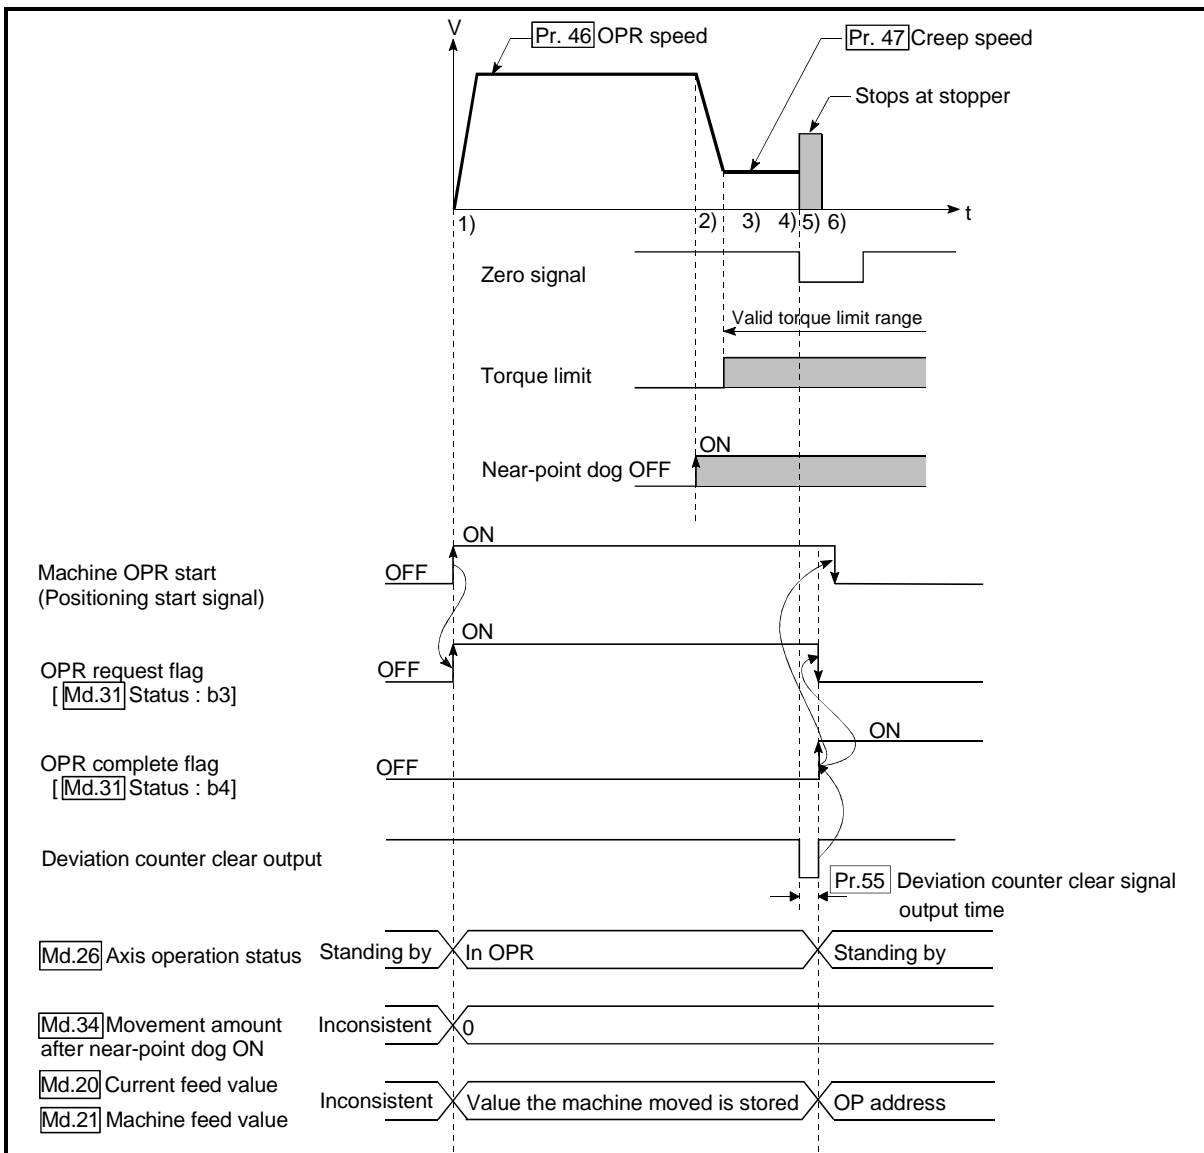 V
Pr. 46 OPR speed
Pr. 47 Creep speed
Stops at stopper
t
1)
2)
3)
4)
5)
6)
Zero signal
Valid torque limit range
Torque limit
ON
Near-point dog OFF
ON
Machine OPR start
(Positioning start signal)
OFF
ON
OPR request flag
[ Md.31 Status : b3]
OFF
ON
OPR complete flag
[ Md.31 Status : b4]
OFF
Deviation counter clear output
Pr.55 Deviation counter clear signal
output time
Md.26 Axis operation status
Standing by
In OPR
Standing by
Md.34 Movement amount
after near-point dog ON
Inconsistent
0
Md.20 Current feed value
Md.21 Machine feed value
Inconsistent
Value the machine moved is stored
OP address